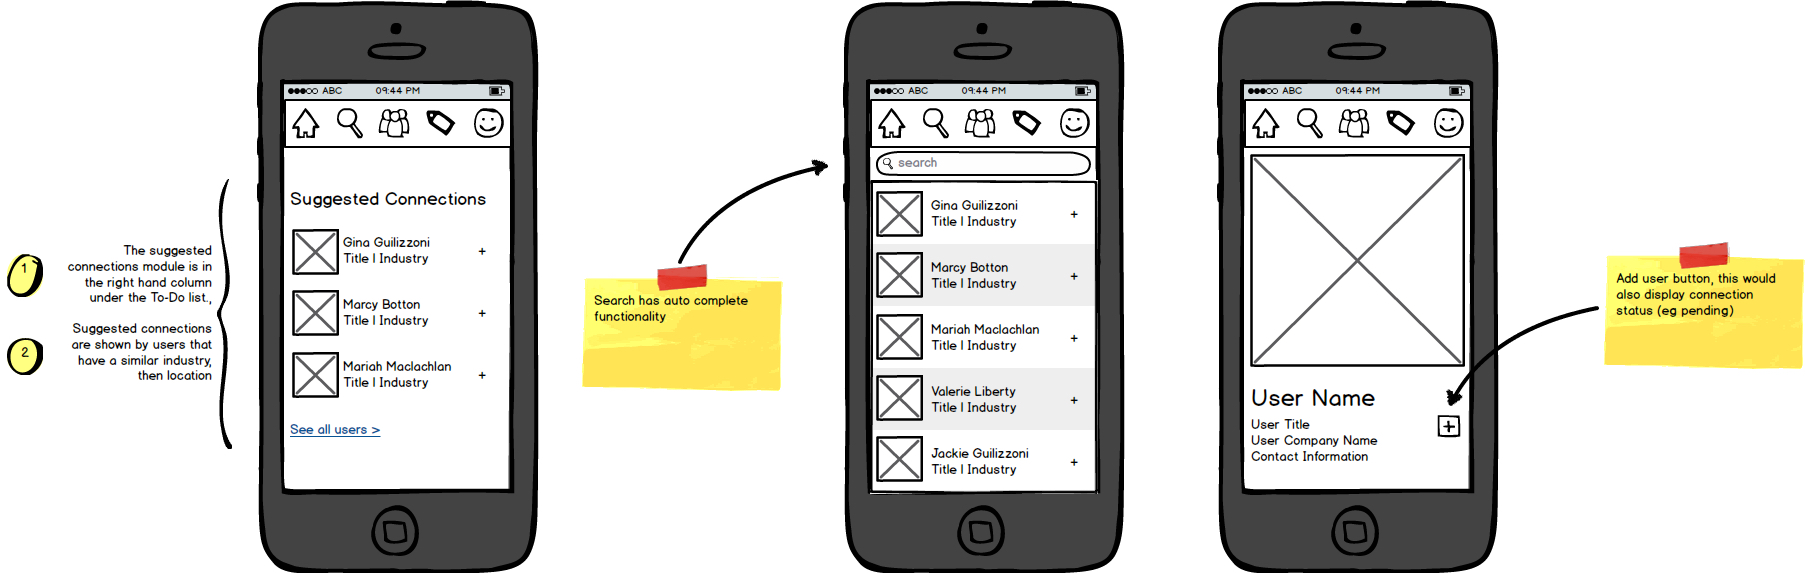 1
The suggested
connections module is in
the right hand column
under the To-Do list.,
2
Suggested connections
are shown by users that
have a similar industry,
then location
ABC 09:44 PM
Suggested Connections
Gina Guilizzoni
Title | Industry
+
Marcy Botton
Title | Industry
+
Mariah Maclachlan
Title | Industry
+
See all users >
Search has auto complete
functionality
ABC 09:44 PM
search
Gina Guilizzoni
Title | Industry
+
Marcy Botton
Title | Industry
+
Mariah Maclachlan
Title | Industry
+
Valerie Liberty
Title | Industry
+
Jackie Guilizzoni
Title | Industry
+
ABC 09:44 PM
User Name
User Title
User Company Name
Contact Information
+
Add user button, this would
also display connection
status (eg pending)